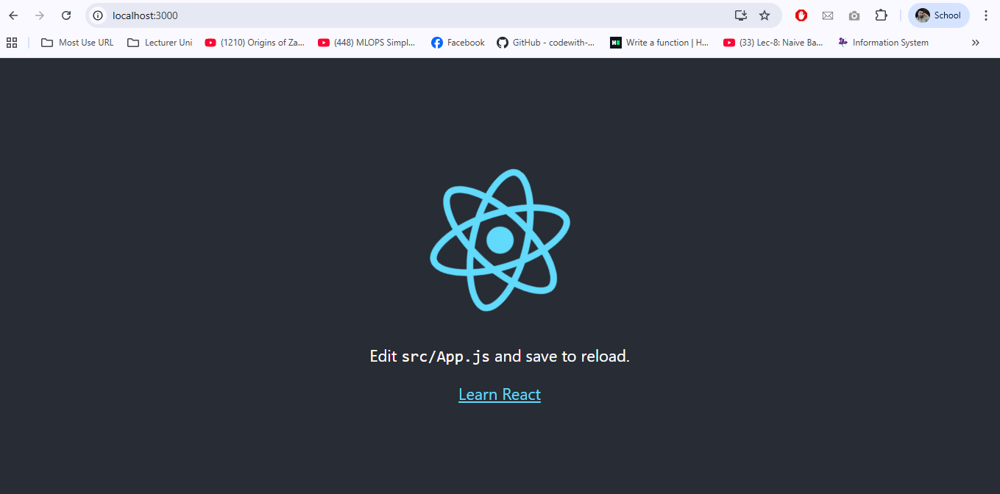 localhost:3000
School
Most Use URL
Lecturer Uni
(1210) Origins of Za...
(448) MLOPS Simpl...
Facebook
GitHub - codewith-...
Write a function | H...
(33) Lec-8: Naive Ba...
Information System
Edit src/App.js and save to reload.
Learn React